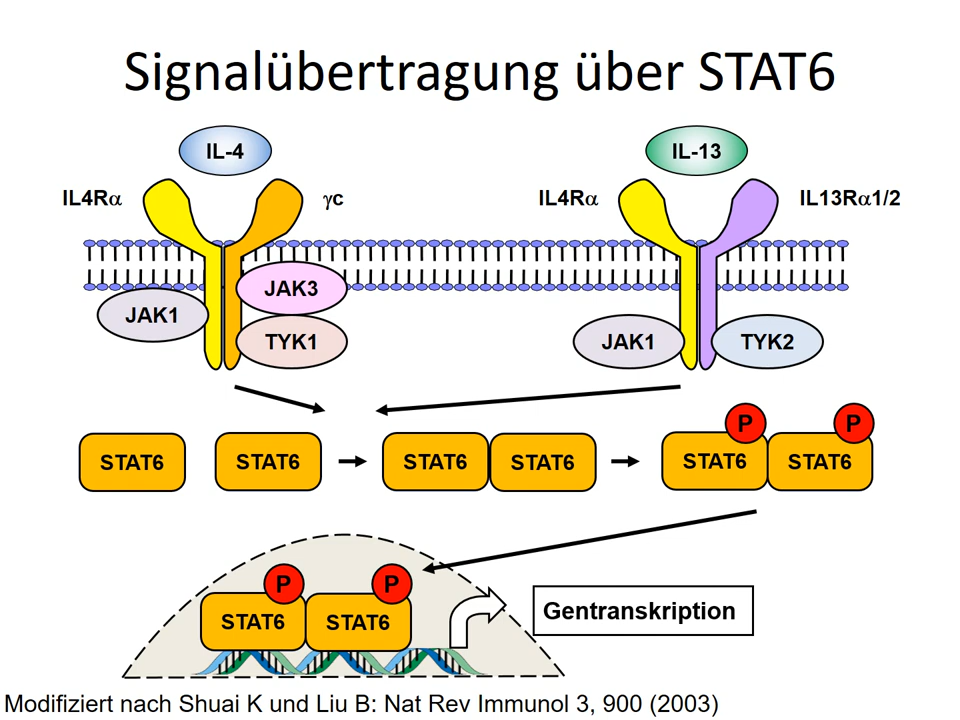 Signalübertragung über STAT6
IL-4
IL-13
IL4Rα
γc
IL4Rα
IL13Rα1/2
JAK3
JAK1
TYK1
JAK1
TYK2
P
P
STAT6
STAT6
STAT6
STAT6
STAT6
STAT6
P
P
STAT6
STAT6
Gentranskription
Modifiziert nach Shuai K und Liu B: Nat Rev Immunol 3, 900 (2003)